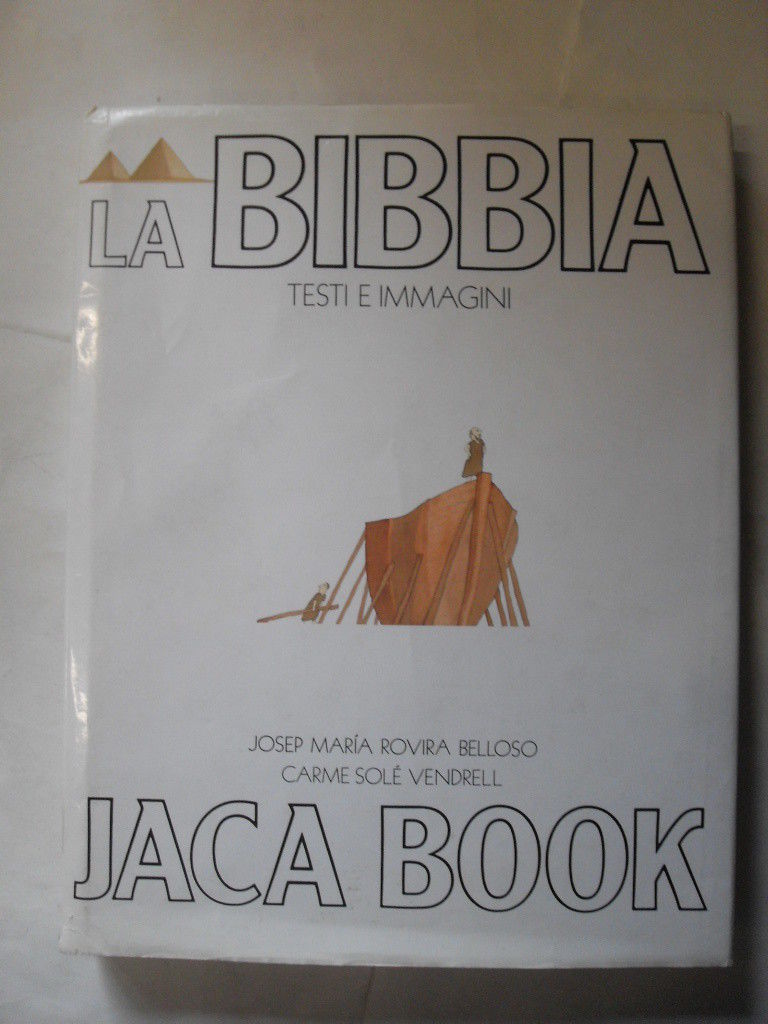 LA BIBBIA
TESTI E IMMAGINI
JOSEP MARÍA ROVIRA BELLOSO
CARME SOLÉ VENDRELL
JACA BOOK